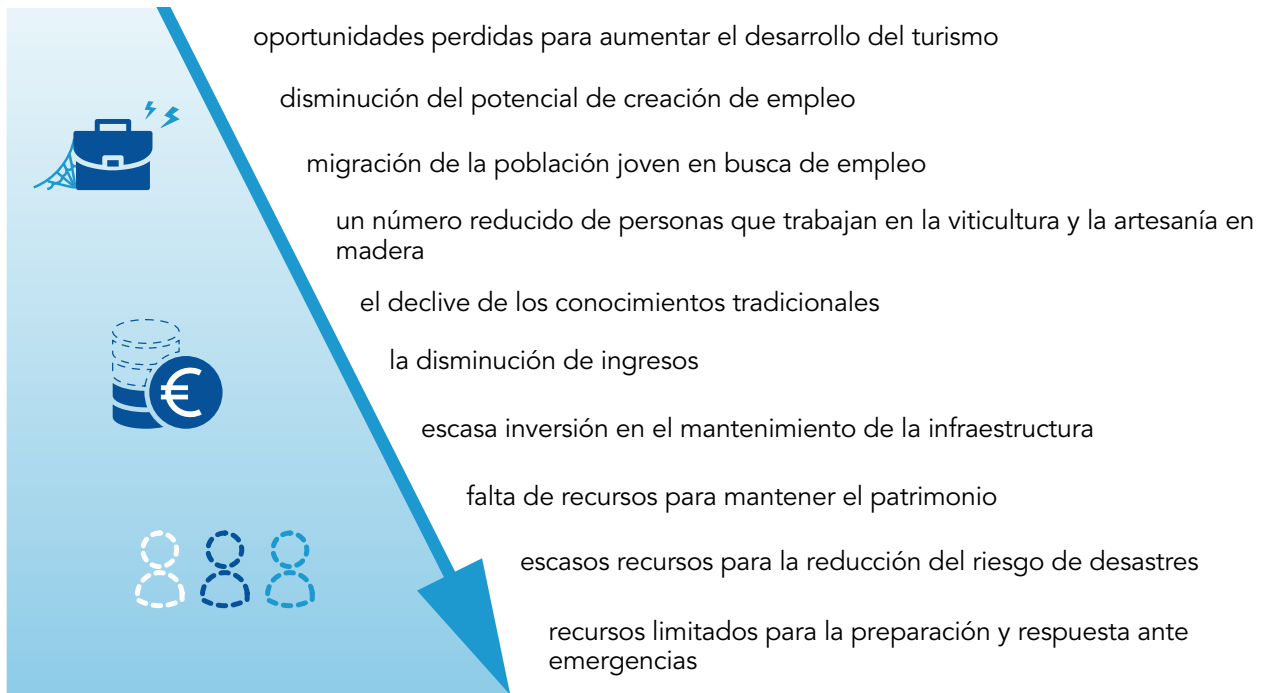 oportunidades perdidas para aumentar el desarrollo del turismo
disminución del potencial de creación de empleo
migración de la población joven en busca de empleo
un número reducido de personas que trabajan en la viticultura y la artesanía en
madera
el declive de los conocimientos tradicionales
la disminución de ingresos
€
escasa inversión en el mantenimiento de la infraestructura
falta de recursos para mantener el patrimonio
escasos recursos para la reducción del riesgo de desastres
recursos limitados para la preparación y respuesta ante
emergencias